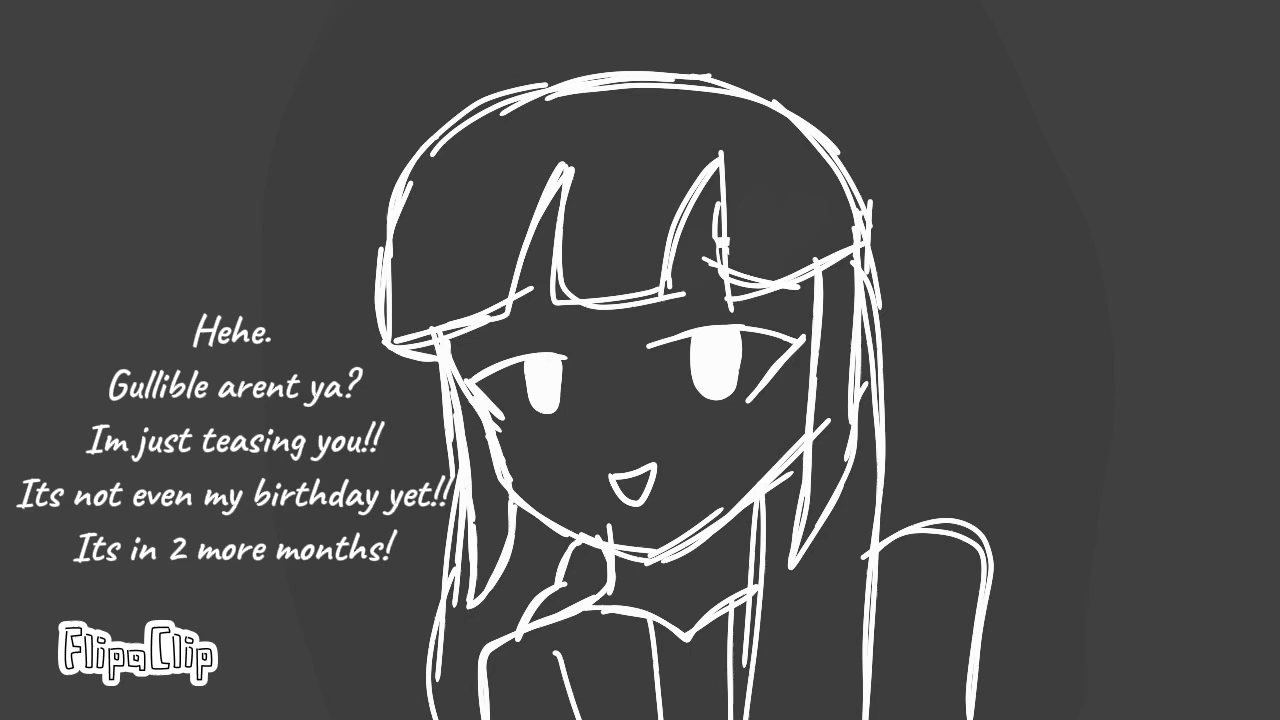 Hehe.
Gullible arent ya?
Im just teasing you!!
Its not even my birthday yet!!
Its in 2 more months!
FlipaClip